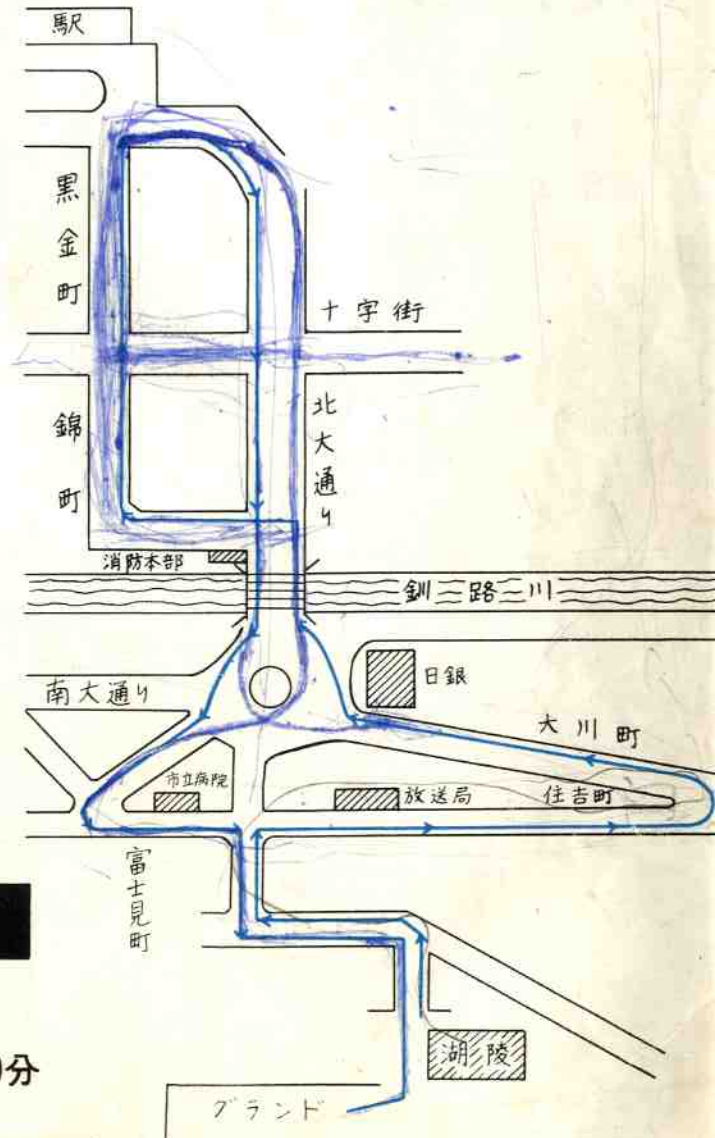 駅
黒金町
十字街
錦町
北大通り
消防本部
釧路川
南大通り
日銀
大川町
市立病院
放送局
住吉町
富士見町
湖陵
分
グランド